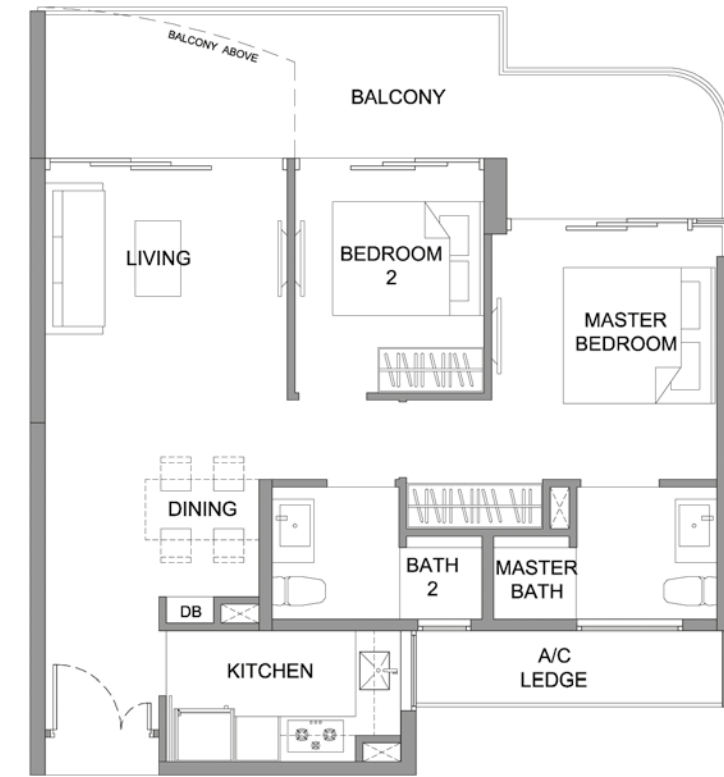 BALCONY ABOVE
BALCONY
LIVING
BEDROOM
2
MASTER
BEDROOM
DINING
BATH
2
MASTER
BATH
DB
KITCHEN
A/C
LEDGE